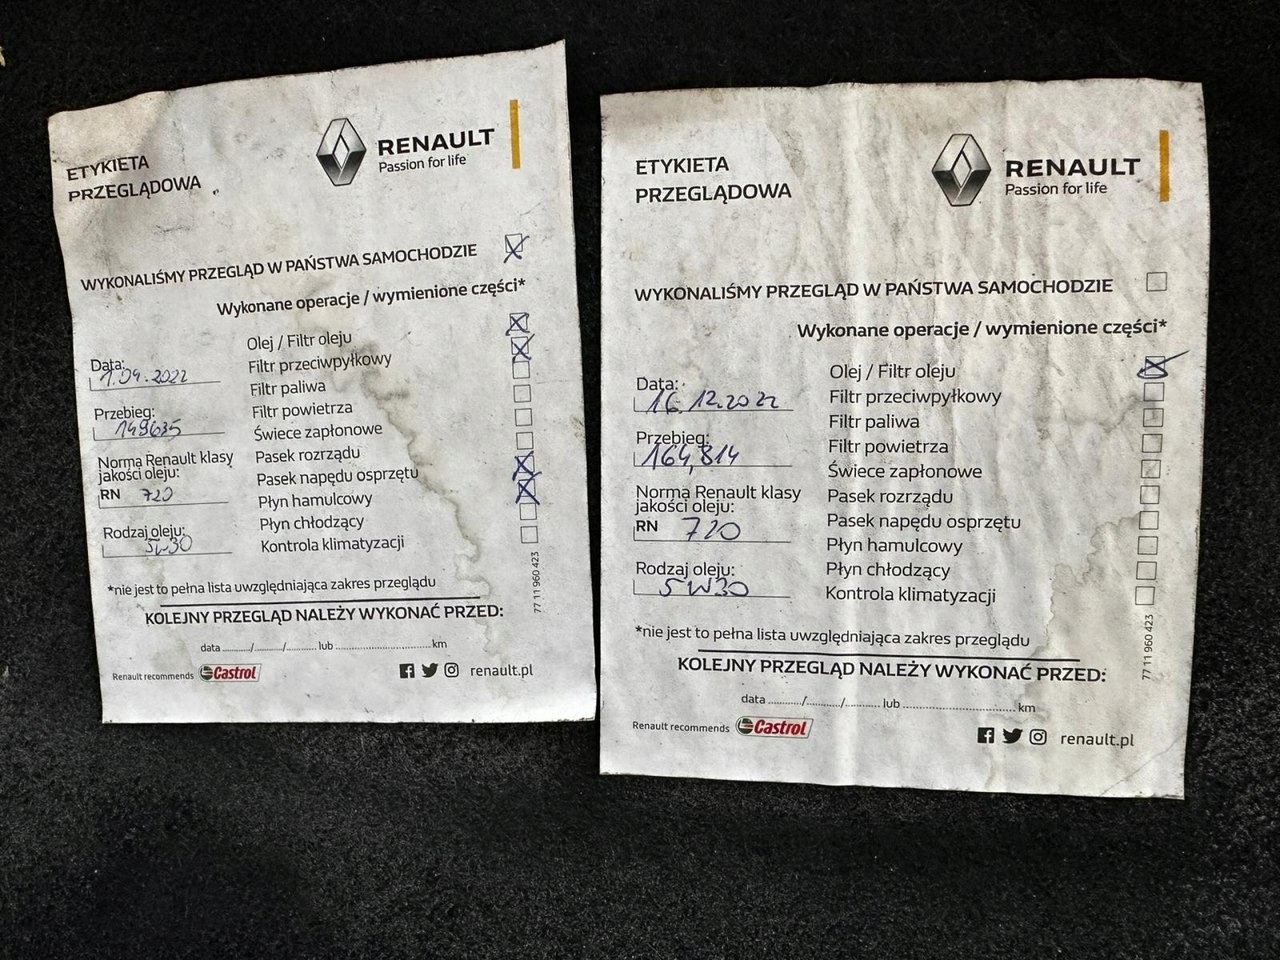 ETYKIETA
PRZEGLĄDOWA
RENAULT
Passion for life
WYKONALIŚMY PRZEGLĄD W PAŃSTWA SAMOCHODZIE
Wykonane operacje / wymienione części*
Data:
1.04.2022
Przebieg:
149635
Norma Renault klasy
jakości oleju:
RN 720
Rodzaj oleju:
5W30
Olej / Filtr oleju
Filtr przeciwpyłkowy
Filtr paliwa
Filtr powietrza
Świece zapłonowe
Pasek rozrządu
Pasek napędu osprzętu
Płyn hamulcowy
Płyn chłodzący
Kontrola klimatyzacji
77 11 960 423
*nie jest to pełna lista uwzględniająca zakres przeglądu
KOLEJNY PRZEGLĄD NALEŻY WYKONAĆ PRZED:
data ........../........../.......... lub .............................. km
Renault recommends Castrol
renault.pl
ETYKIETA
PRZEGLĄDOWA
RENAULT
Passion for life
WYKONALIŚMY PRZEGLĄD W PAŃSTWA SAMOCHODZIE
Wykonane operacje / wymienione części*
Data:
16.12.2022
Przebieg:
164,814
Norma Renault klasy
jakości oleju:
RN 720
Rodzaj oleju:
5W30
Olej / Filtr oleju
Filtr przeciwpyłkowy
Filtr paliwa
Filtr powietrza
Świece zapłonowe
Pasek rozrządu
Pasek napędu osprzętu
Płyn hamulcowy
Płyn chłodzący
Kontrola klimatyzacji
77 11 960 423
*nie jest to pełna lista uwzględniająca zakres przeglądu
KOLEJNY PRZEGLĄD NALEŻY WYKONAĆ PRZED:
data ........../........../.......... lub .............................. km
Renault recommends Castrol
renault.pl